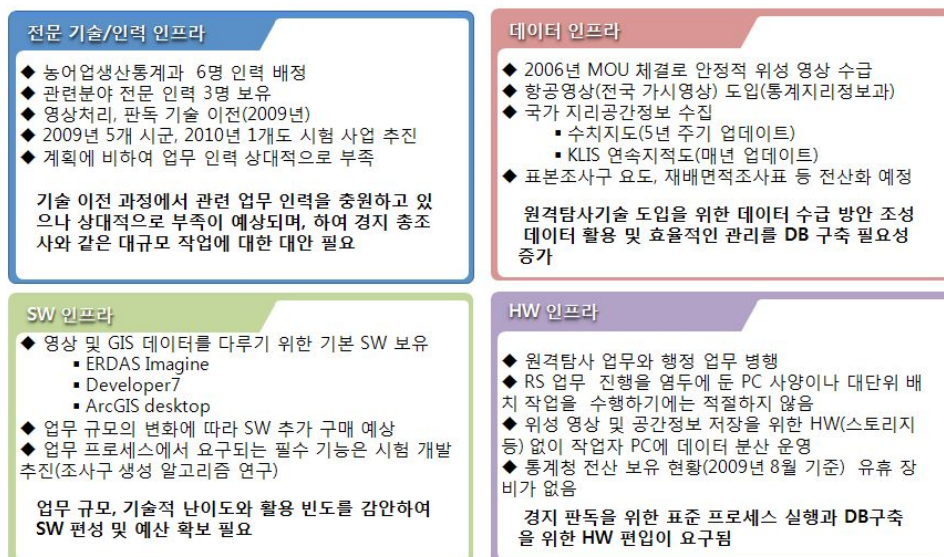 전문 기술/인력 인프라
◆ 농어업생산통계과 6명 인력 배정
◆ 관련분야 전문 인력 3명 보유
◆ 영상처리, 판독 기술 이전(2009년)
◆ 2009년 5개 시군, 2010년 1개도 시험 사업 추진
◆ 계획에 비하여 업무 인력 상대적으로 부족
기술 이전 과정에서 관련 업무 인력을 충원하고 있
으나 상대적으로 부족이 예상되며, 하여 경지 총조
사와 같은 대규모 작업에 대한 대안 필요
데이터 인프라
◆ 2006년 MOU 체결로 안정적 위성 영상 수급
◆ 항공영상(전국 가시영상) 도입(통계지리정보과)
◆ 국가 지리공간정보 수집
▪ 수치지도(5년 주기 업데이트)
▪ KLIS 연속지적도(매년 업데이트)
◆ 표본조사구 요도, 재배면적조사표 등 전산화 예정
원격탐사기술 도입을 위한 데이터 수급 방안 조성
데이터 활용 및 효율적인 관리를 DB 구축 필요성
증가
SW 인프라
◆ 영상 및 GIS 데이터를 다루기 위한 기본 SW 보유
▪ ERDAS Imagine
▪ Developer7
▪ ArcGIS desktop
◆ 업무 규모의 변화에 따라 SW 추가 구매 예상
◆ 업무 프로세스에서 요구되는 필수 기능은 시험 개발
추진(조사구 생성 알고리즘 연구)
업무 규모, 기술적 난이도와 활용 빈도를 감안하여
SW 편성 및 예산 확보 필요
HW 인프라
◆ 원격탐사 업무와 행정 업무 병행
◆ RS 업무 진행을 염두에 둔 PC 사양이나 대단위 배
치 작업을 수행하기에는 적절하지 않음
◆ 위성 영상 및 공간정보 저장을 위한 HW(스토리지
등) 없이 작업자 PC에 데이터 분산 운영
◆ 통계청 전산 보유 현황(2009년 8월 기준) 유휴 장
비가 없음
경지 판독을 위한 표준 프로세스 실행과 DB구축
을 위한 HW 편입이 요구됨